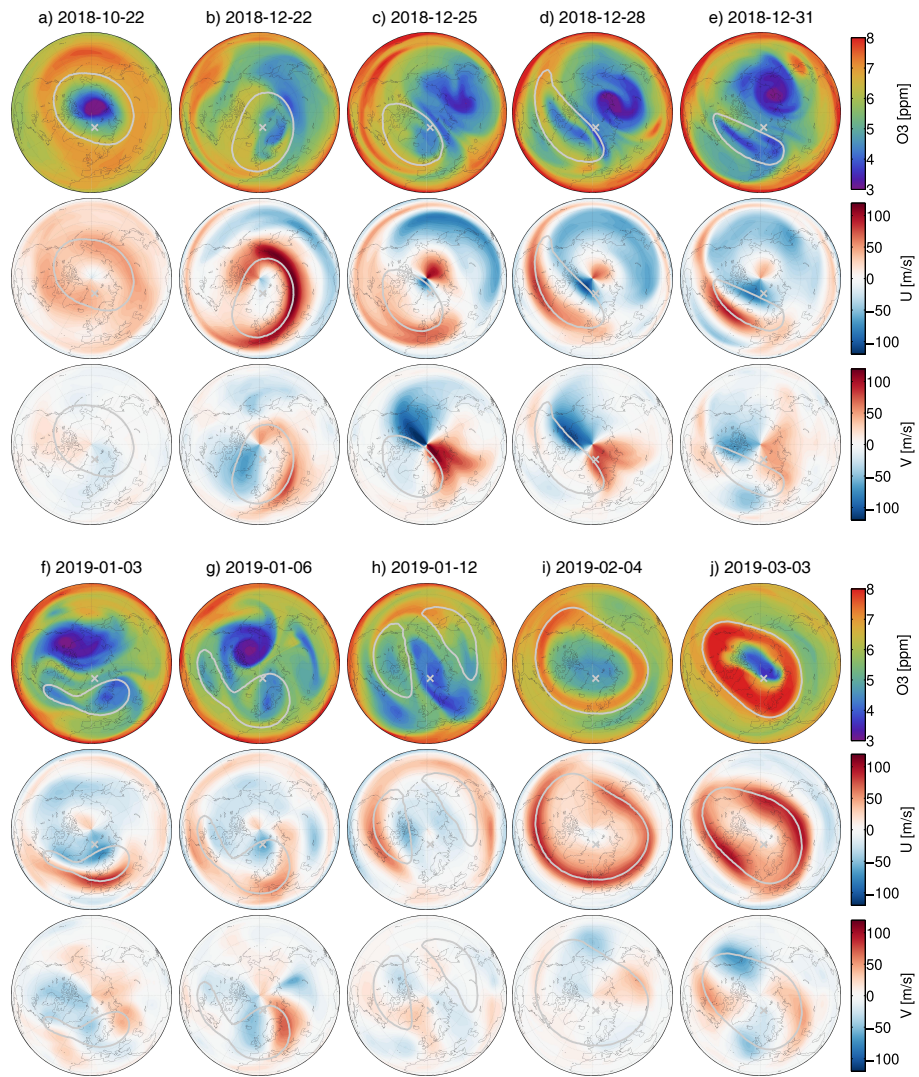 a) 2018-10-22
b) 2018-12-22
c) 2018-12-25
d) 2018-12-28
e) 2018-12-31
8
7
6
5
4
3
O3 [ppm]
100
50
0
−50
−100
U [m/s]
100
50
0
−50
−100
V [m/s]
f) 2019-01-03
g) 2019-01-06
h) 2019-01-12
i) 2019-02-04
j) 2019-03-03
8
7
6
5
4
3
O3 [ppm]
100
50
0
−50
−100
U [m/s]
100
50
0
−50
−100
V [m/s]